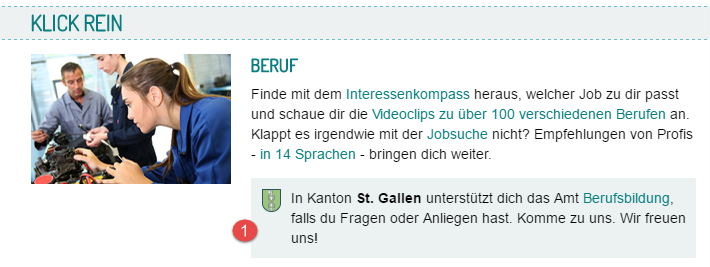 KLICK REIN
BERUF
Finde mit dem Interessenkompass heraus, welcher Job zu dir passt
und schaue dir die Videoclips zu über 100 verschiedenen Berufen an.
Klappt es irgendwie mit der Jobsuche nicht? Empfehlungen von Profis
- in 14 Sprachen - bringen dich weiter.
In Kanton St. Gallen unterstützt dich das Amt Berufsbildung,
falls du Fragen oder Anliegen hast. Komme zu uns. Wir freuen
uns!
1